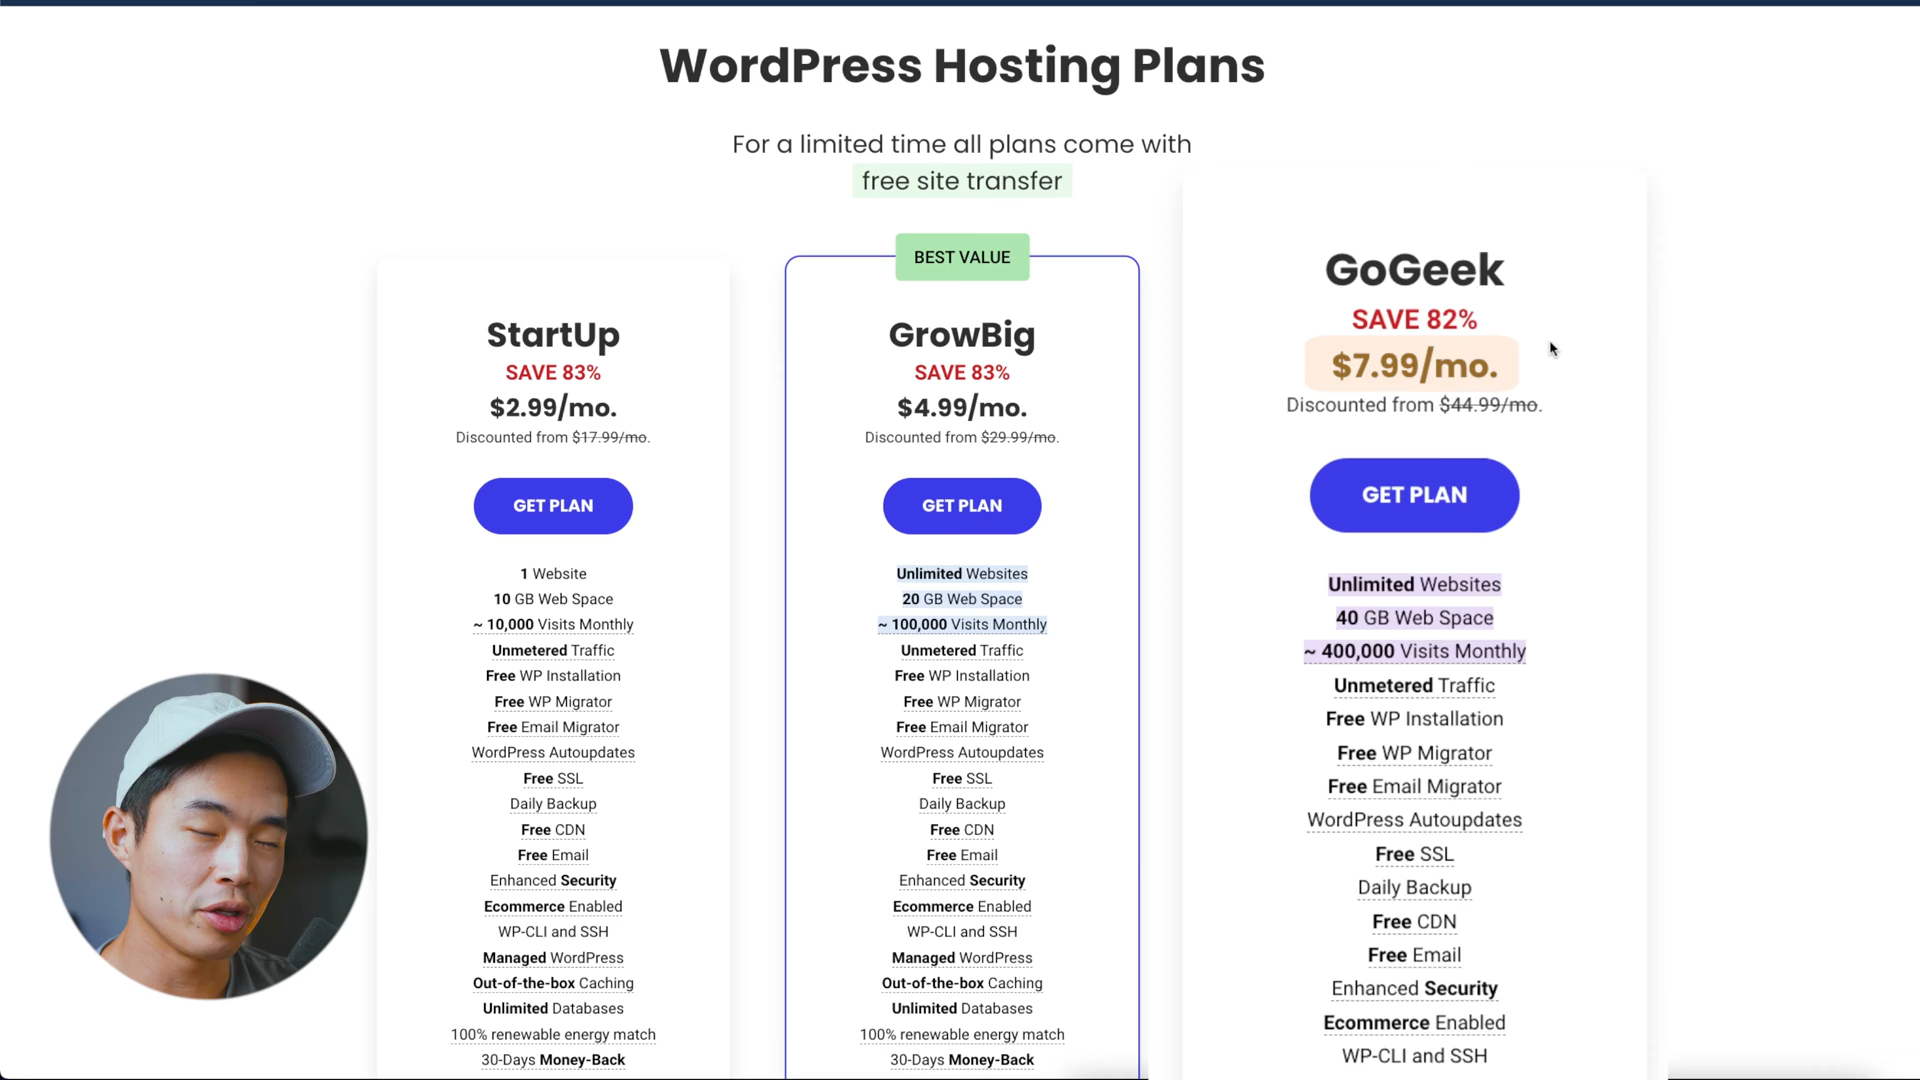 WordPress Hosting Plans
For a limited time all plans come with
free site transfer
StartUp
SAVE 83%
$2.99/mo.
Discounted from $17.99/mo.
GET PLAN
1 Website
10 GB Web Space
~ 10,000 Visits Monthly
Unmetered Traffic
Free WP Installation
Free WP Migrator
Free Email Migrator
WordPress Autoupdates
Free SSL
Daily Backup
Free CDN
Free Email
Enhanced Security
Ecommerce Enabled
WP-CLI and SSH
Managed WordPress
Out-of-the-box Caching
Unlimited Databases
100% renewable energy match
30-Days Money-Back
BEST VALUE
GrowBig
SAVE 83%
$4.99/mo.
Discounted from $29.99/mo.
GET PLAN
Unlimited Websites
20 GB Web Space
~ 100,000 Visits Monthly
Unmetered Traffic
Free WP Installation
Free WP Migrator
Free Email Migrator
WordPress Autoupdates
Free SSL
Daily Backup
Free CDN
Free Email
Enhanced Security
Ecommerce Enabled
WP-CLI and SSH
Managed WordPress
Out-of-the-box Caching
Unlimited Databases
100% renewable energy match
30-Days Money-Back
GoGeek
SAVE 82%
$7.99/mo.
Discounted from $44.99/mo.
GET PLAN
Unlimited Websites
40 GB Web Space
~ 400,000 Visits Monthly
Unmetered Traffic
Free WP Installation
Free WP Migrator
Free Email Migrator
WordPress Autoupdates
Free SSL
Daily Backup
Free CDN
Free Email
Enhanced Security
Ecommerce Enabled
WP-CLI and SSH